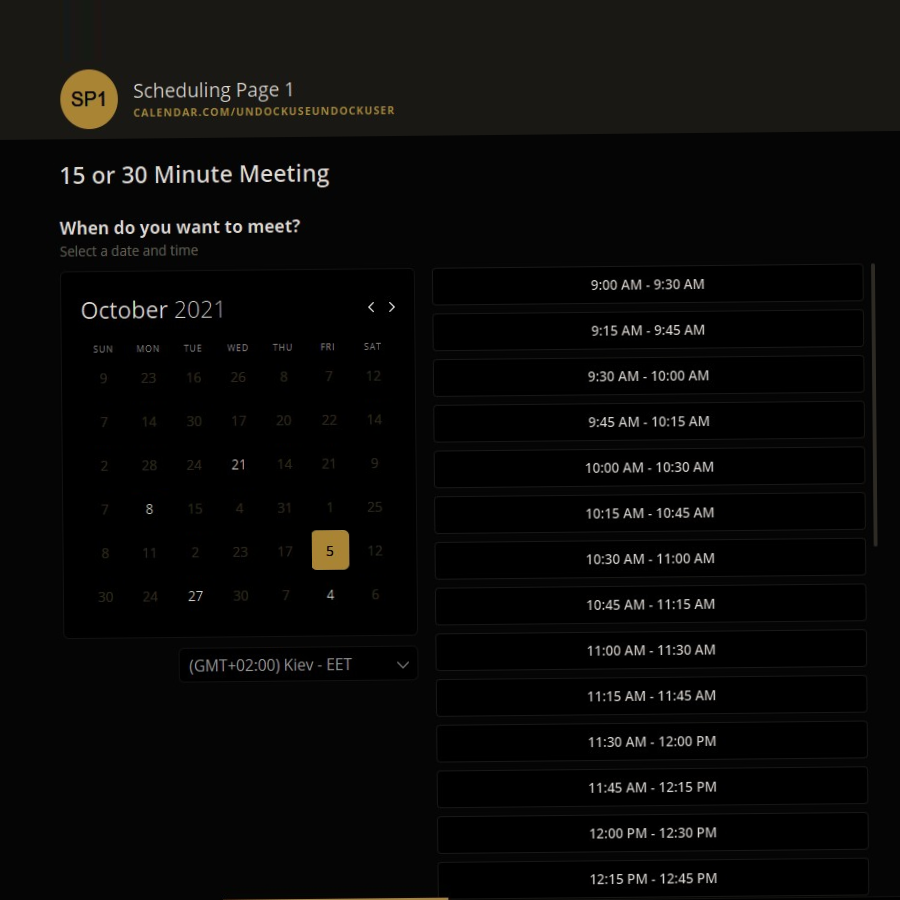 SP1
Scheduling Page 1
CALENDAR.COM/UNDOCKUSEUNDOCKUSER
15 or 30 Minute Meeting
When do you want to meet?
Select a date and time
October 2021
SUN MON TUE WED THU FRI SAT
9 23 16 26 8 7 12
7 14 30 17 20 22 14
2 28 24 21 14 21 9
7 8 15 4 31 1 25
8 11 2 23 17 5 12
30 24 27 30 7 4 6
(GMT+02:00) Kiev - EET
9:00 AM - 9:30 AM
9:15 AM - 9:45 AM
9:30 AM - 10:00 AM
9:45 AM - 10:15 AM
10:00 AM - 10:30 AM
10:15 AM - 10:45 AM
10:30 AM - 11:00 AM
10:45 AM - 11:15 AM
11:00 AM - 11:30 AM
11:15 AM - 11:45 AM
11:30 AM - 12:00 PM
11:45 AM - 12:15 PM
12:00 PM - 12:30 PM
12:15 PM - 12:45 PM